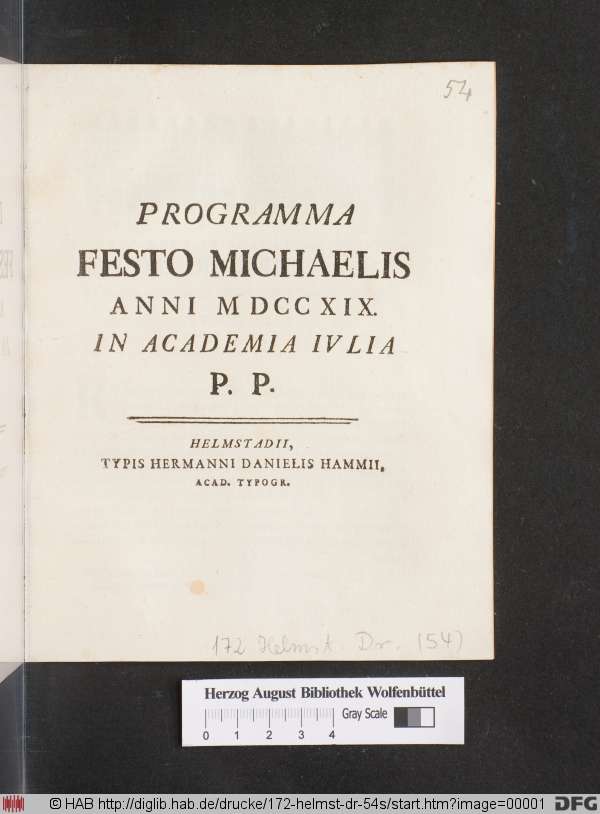 54
PROGRAMMA
FESTO MICHAELIS
ANNI MDCCXIX.
IN ACADEMIA IVLIA
P. P.
HELMSTADII,
TYPIS HERMANNI DANIELIS HAMMII,
ACAD. TYPOGR.
172 Helmst. Dr. (54)
Herzog August Bibliothek Wolfenbüttel
0 1 2 3 4 Gray Scale
© HAB http://diglib.hab.de/drucke/172-helmst-dr-54s/start.htm?image=00001 DFG